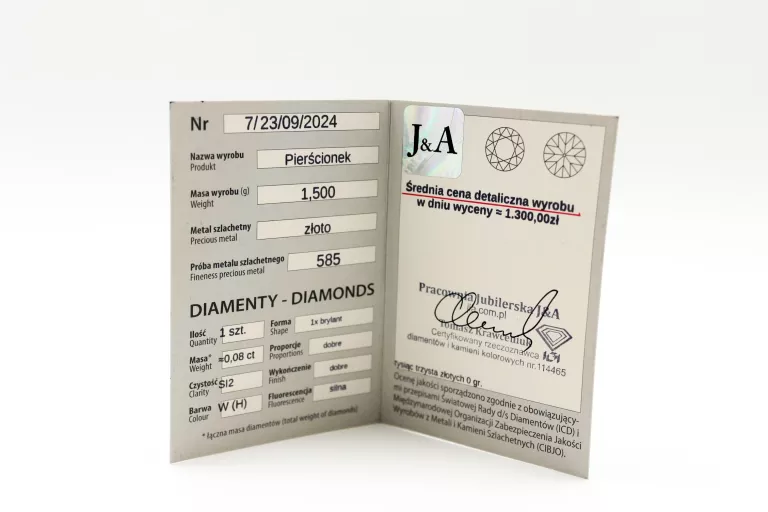 Nr 7/23/09/2024
Nazwa wyrobu
Produkt
Pierścionek
Masa wyrobu (g)
Weight
1,500
Metal szlachetny
Precious metal
złoto
Próba metalu szlachetnego
Fineness precious metal
585
DIAMENTY - DIAMONDS
Ilość
Quantity
1 szt.
Masa*
Weight
≈0,08 ct
Czystość
Clarity
SI2
Barwa
Colour
W (H)
Forma
Shape
1x brylant
Proporcje
Proportions
dobre
Wykończenie
Finish
dobre
Fluorescencja
Fluorescence
silna
* łączna masa diamentów (total weight of diamonds)
J&A
Średnia cena detaliczna wyrobu
w dniu wyceny ≈ 1.300,00zł
Pracownia Jubilerska J&A
.com.pl
Tomasz Krawceniuk
Certyfikowany rzeczoznawca
diamentów i kamieni kolorowych nr.114465
tysiąc trzysta złotych 0 gr.
Ocenę jakości sporządzono zgodnie z obowiązujący-
mi przepisami Światowej Rady d/s Diamentów (ICD) i
Międzynarodowej Organizacji Zabezpieczenia Jakości
Wyrobów z Metali i Kamieni Szlachetnych (CIBJO).